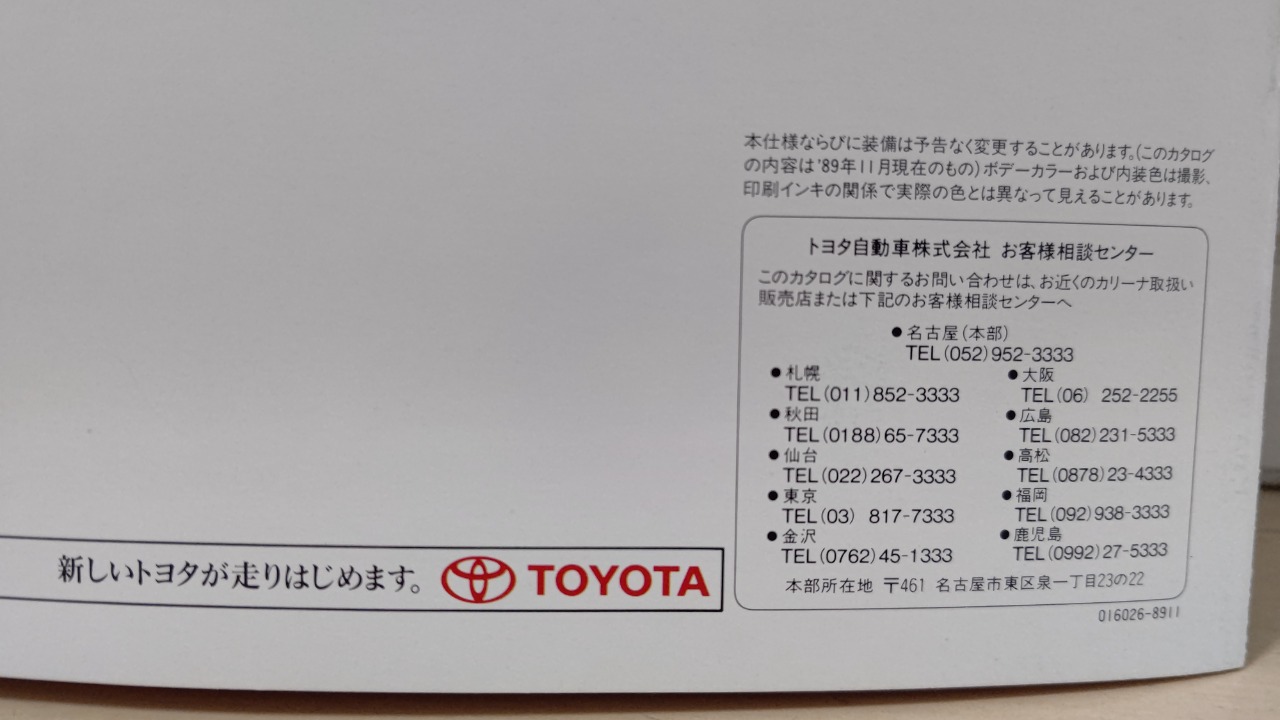 本仕様ならびに装備は予告なく変更することがあります。(このカタログ
の内容は'89年11月現在のもの)ボデーカラーおよび内装色は撮影、
印刷インキの関係で実際の色とは異なって見えることがあります。
トヨタ自動車株式会社 お客様相談センター
このカタログに関するお問い合わせは、お近くのカリーナ取扱い
販売店または下記のお客様相談センターへ
●名古屋(本部)
TEL(052)952-3333
●札幌
TEL(011)852-3333
●秋田
TEL(0188)65-7333
●仙台
TEL(022)267-3333
●東京
TEL(03) 817-7333
●金沢
TEL(0762)45-1333
●大阪
TEL(06) 252-2255
●広島
TEL(082)231-5333
●高松
TEL(0878)23-4333
●福岡
TEL(092)938-3333
●鹿児島
TEL(0992)27-5333
本部所在地 〒461 名古屋市東区泉一丁目23の22
016026-8911
新しいトヨタが走りはじめます。 TOYOTA